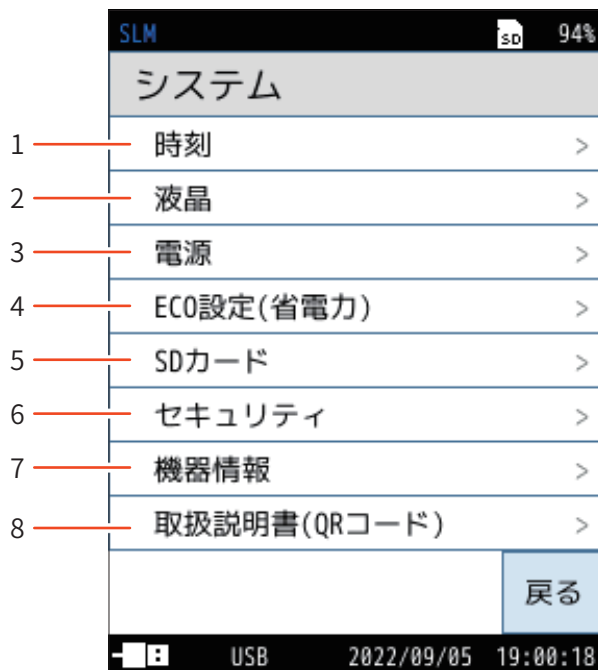 SLM SD 94%
システム
1 時刻 >
2 液晶 >
3 電源 >
4 ECO設定(省電力) >
5 SDカード >
6 セキュリティ >
7 機器情報 >
8 取扱説明書(QRコード) >
戻る
USB 2022/09/05 19:00:18